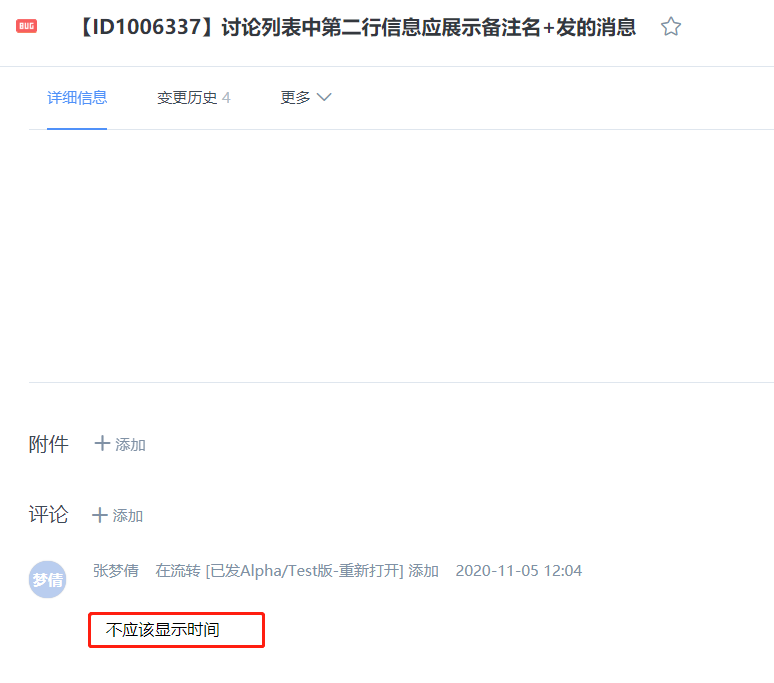 BUG 【ID1006337】讨论列表中第二行信息应展示备注名+发的消息
详细信息 变更历史 4 更多
附件 添加
评论 添加
梦倩 张梦倩 在流转 [已发Alpha/Test版-重新打开] 添加 2020-11-05 12:04
不应该显示时间